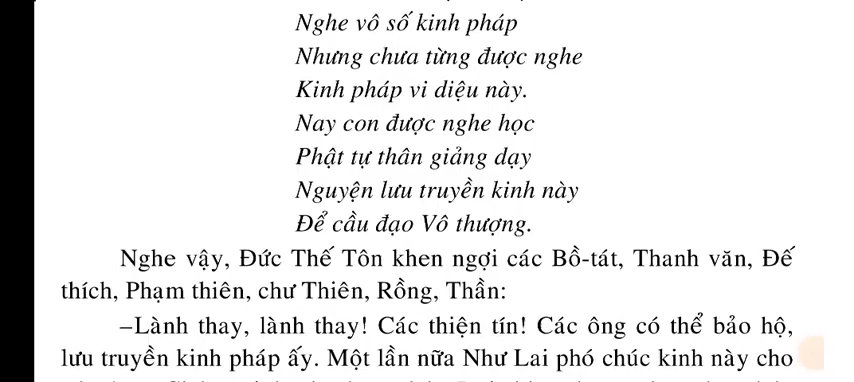 Nghe vô số kinh pháp
Nhưng chưa từng được nghe
Kinh pháp vi diệu này.
Nay con được nghe học
Phật tự thân giảng dạy
Nguyện lưu truyền kinh này
Để cầu đạo Vô thượng.
Nghe vậy, Đức Thế Tôn khen ngợi các Bồ-tát, Thanh văn, Đế
thích, Phạm thiên, chư Thiên, Rồng, Thần:
–Lành thay, lành thay! Các thiện tín! Các ông có thể bảo hộ,
lưu truyền kinh pháp ấy. Một lần nữa Như Lai phó chúc kinh này cho